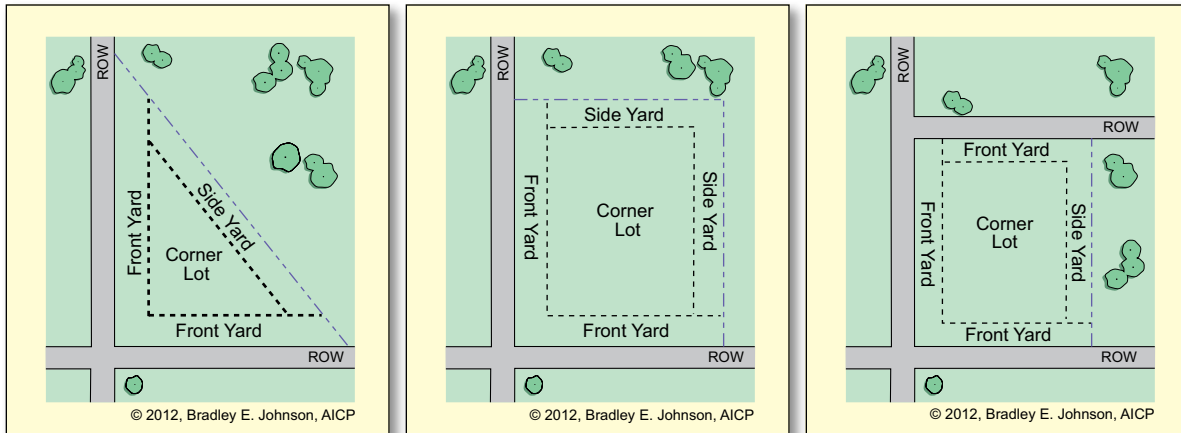 ROW
Front Yard
Side Yard
Corner
Lot
Front Yard
ROW
© 2012, Bradley E. Johnson, AICP
ROW
Side Yard
Front Yard
Corner
Lot
Side Yard
Front Yard
ROW
© 2012, Bradley E. Johnson, AICP
ROW
ROW
Front Yard
Front Yard
Corner
Lot
Side Yard
Front Yard
ROW
© 2012, Bradley E. Johnson, AICP